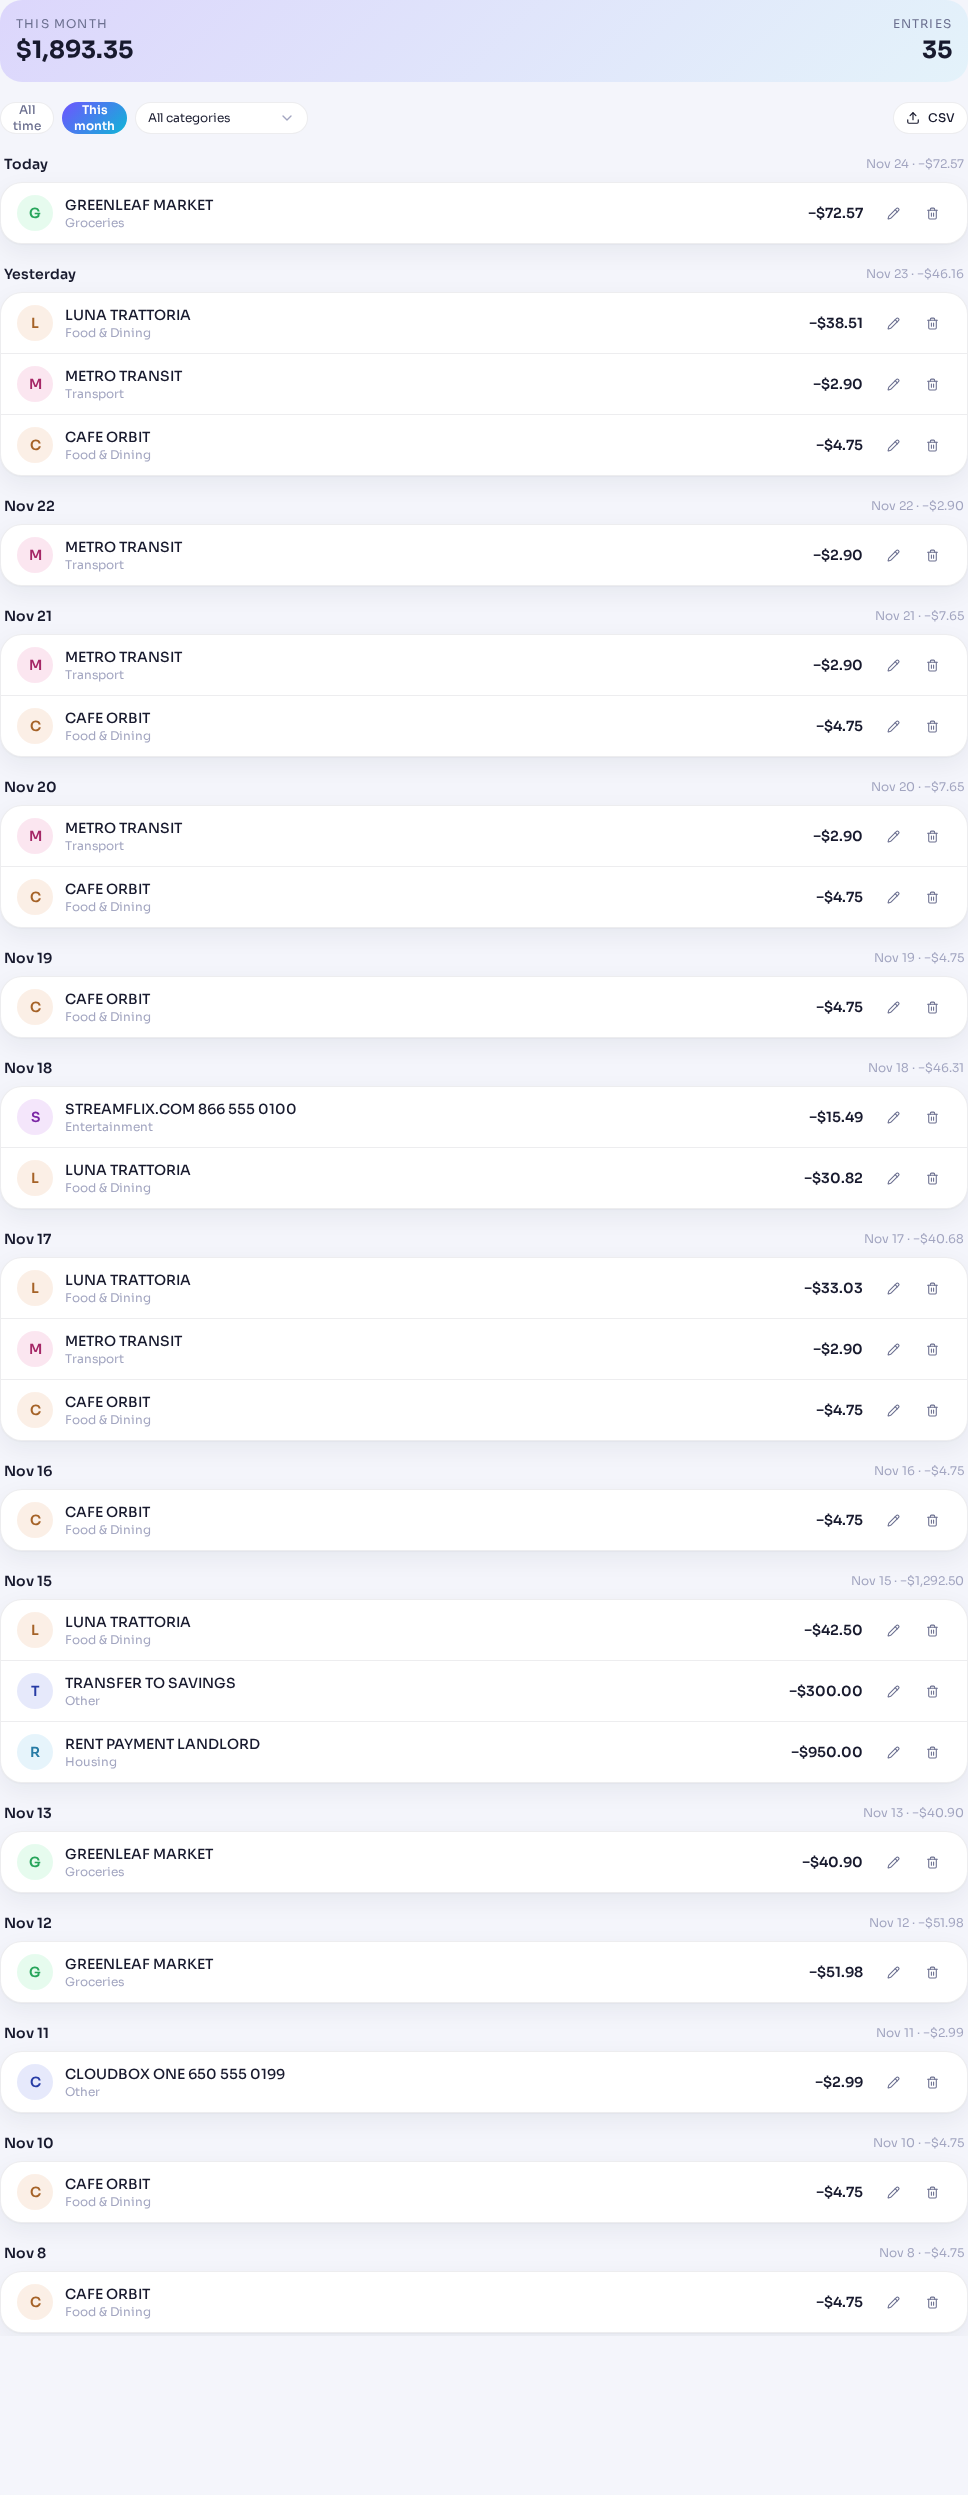 THIS MONTH
ENTRIES
$1,893.35
35
All time
This month
All categories
CSV
Today
Nov 24 · −$72.57
G
GREENLEAF MARKET
Groceries
−$72.57
Yesterday
Nov 23 · −$46.16
L
LUNA TRATTORIA
Food & Dining
−$38.51
M
METRO TRANSIT
Transport
−$2.90
C
CAFE ORBIT
Food & Dining
−$4.75
Nov 22
Nov 22 · −$2.90
M
METRO TRANSIT
Transport
−$2.90
Nov 21
Nov 21 · −$7.65
M
METRO TRANSIT
Transport
−$2.90
C
CAFE ORBIT
Food & Dining
−$4.75
Nov 20
Nov 20 · −$7.65
M
METRO TRANSIT
Transport
−$2.90
C
CAFE ORBIT
Food & Dining
−$4.75
Nov 19
Nov 19 · −$4.75
C
CAFE ORBIT
Food & Dining
−$4.75
Nov 18
Nov 18 · −$46.31
S
STREAMFLIX.COM 866 555 0100
Entertainment
−$15.49
L
LUNA TRATTORIA
Food & Dining
−$30.82
Nov 17
Nov 17 · −$40.68
L
LUNA TRATTORIA
Food & Dining
−$33.03
M
METRO TRANSIT
Transport
−$2.90
C
CAFE ORBIT
Food & Dining
−$4.75
Nov 16
Nov 16 · −$4.75
C
CAFE ORBIT
Food & Dining
−$4.75
Nov 15
Nov 15 · −$1,292.50
L
LUNA TRATTORIA
Food & Dining
−$42.50
T
TRANSFER TO SAVINGS
Other
−$300.00
R
RENT PAYMENT LANDLORD
Housing
−$950.00
Nov 13
Nov 13 · −$40.90
G
GREENLEAF MARKET
Groceries
−$40.90
Nov 12
Nov 12 · −$51.98
G
GREENLEAF MARKET
Groceries
−$51.98
Nov 11
Nov 11 · −$2.99
C
CLOUDBOX ONE 650 555 0199
Other
−$2.99
Nov 10
Nov 10 · −$4.75
C
CAFE ORBIT
Food & Dining
−$4.75
Nov 8
Nov 8 · −$4.75
C
CAFE ORBIT
Food & Dining
−$4.75